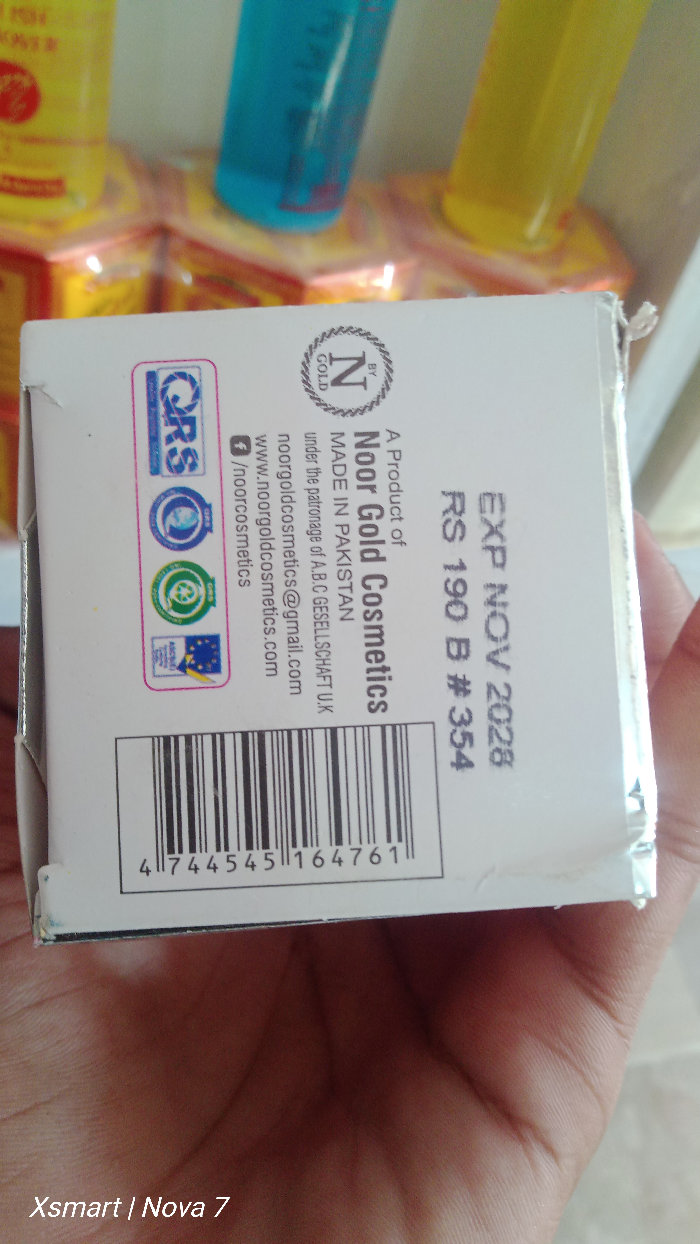 EXP NOV 2028
RS 190 B # 354
BY
N
GOLD
A Product of
Noor Gold Cosmetics
MADE IN PAKISTAN
under the patronage of A.B.C GESELLSCHAFT U.K
noorgoldcosmetics@gmail.com
www.noorgoldcosmetics.com
/noorcosmetics
QRS
4 744545 164761
Xsmart | Nova 7